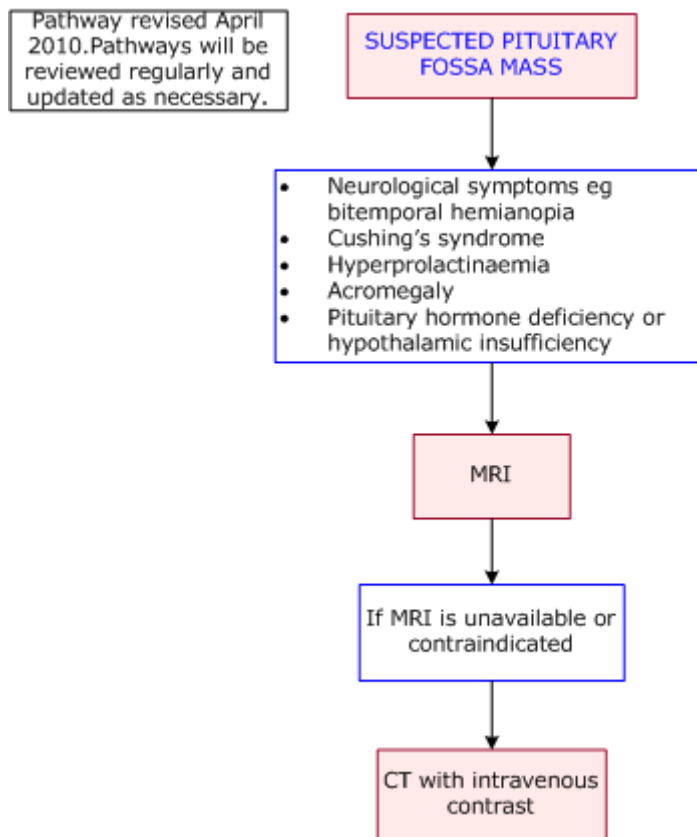 Pathway revised April
2010.Pathways will be
reviewed regularly and
updated as necessary.
SUSPECTED PITUITARY
FOSSA MASS
• Neurological symptoms eg
bitemporal hemianopia
• Cushing’s syndrome
• Hyperprolactinaemia
• Acromegaly
• Pituitary hormone deficiency or
hypothalamic insufficiency
MRI
If MRI is unavailable or
contraindicated
CT with intravenous
contrast